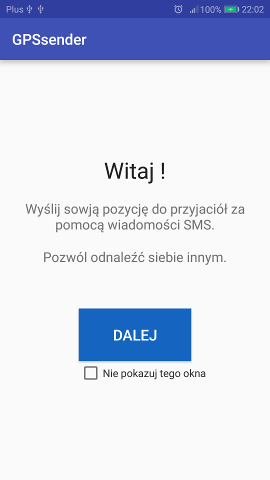 Plus 100% 22:02
GPSsender
Witaj !
Wyślij sowją pozycję do przyjaciół za
pomocą wiadomości SMS.
Pozwól odnaleźć siebie innym.
DALEJ
Nie pokazuj tego okna